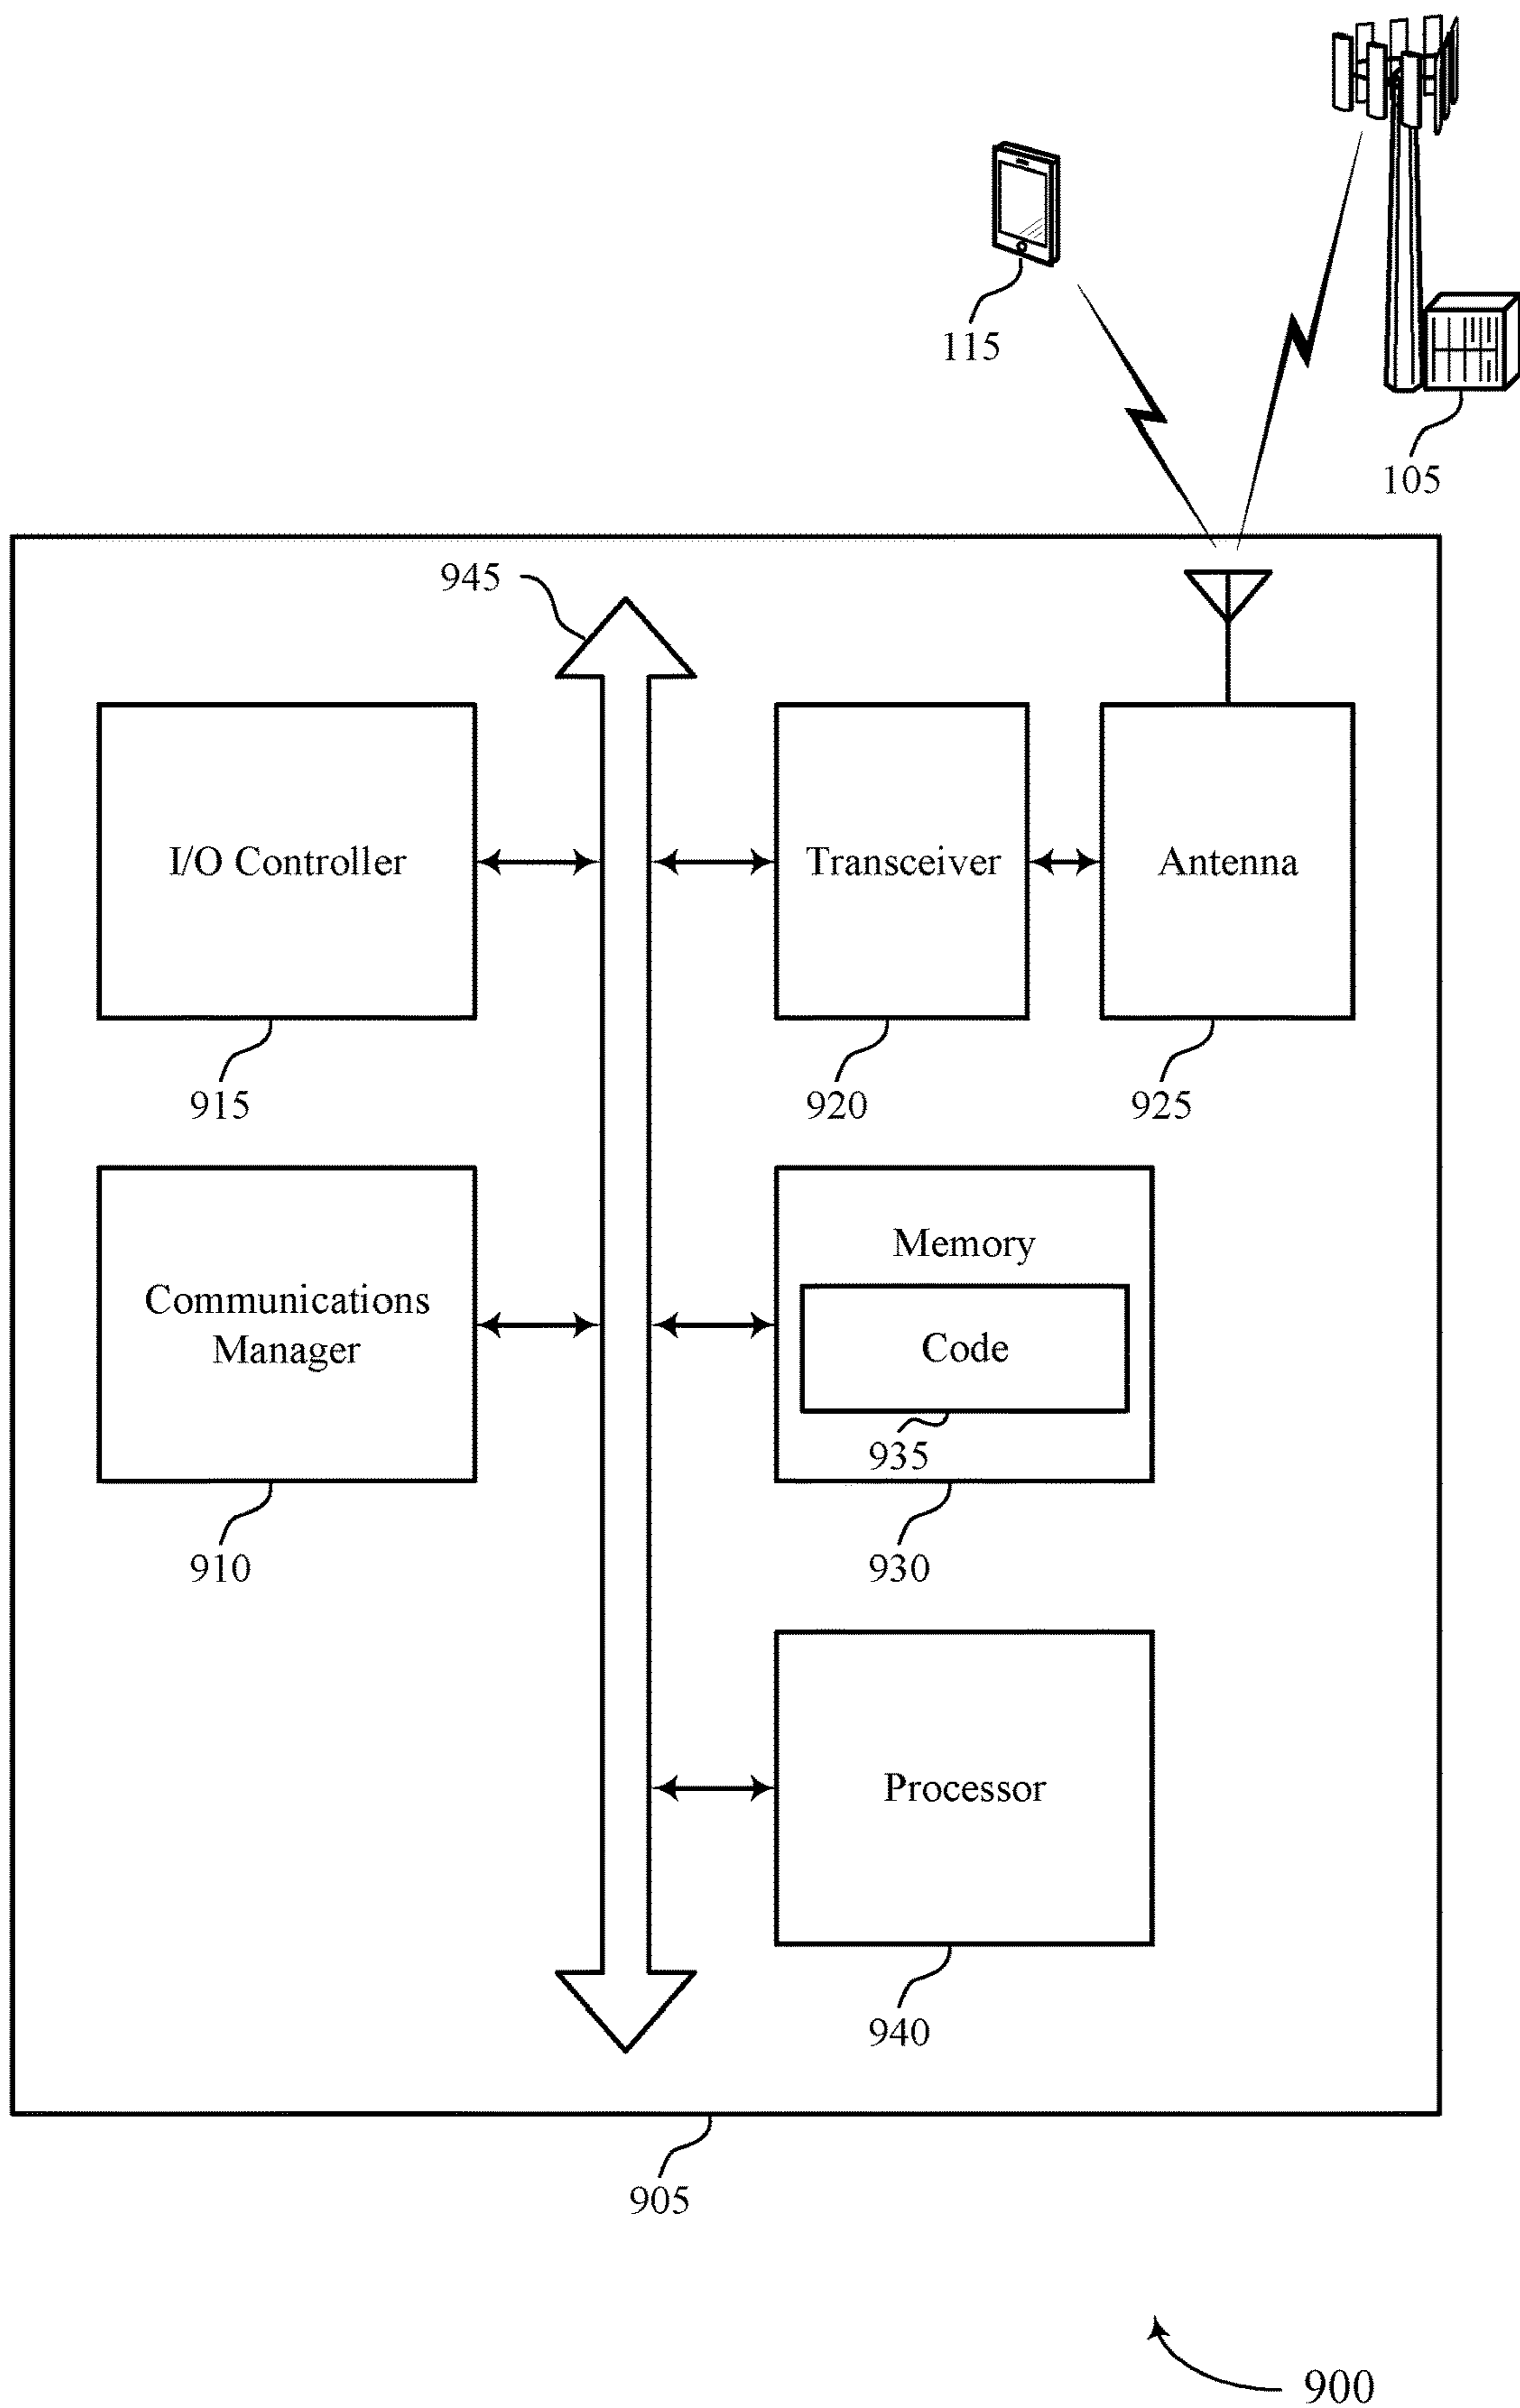 115
105
945
I/O Controller
Transceiver
Antenna
915
920
925
Communications
Manager
Memory
Code
935
910
930
Processor
940
905
900